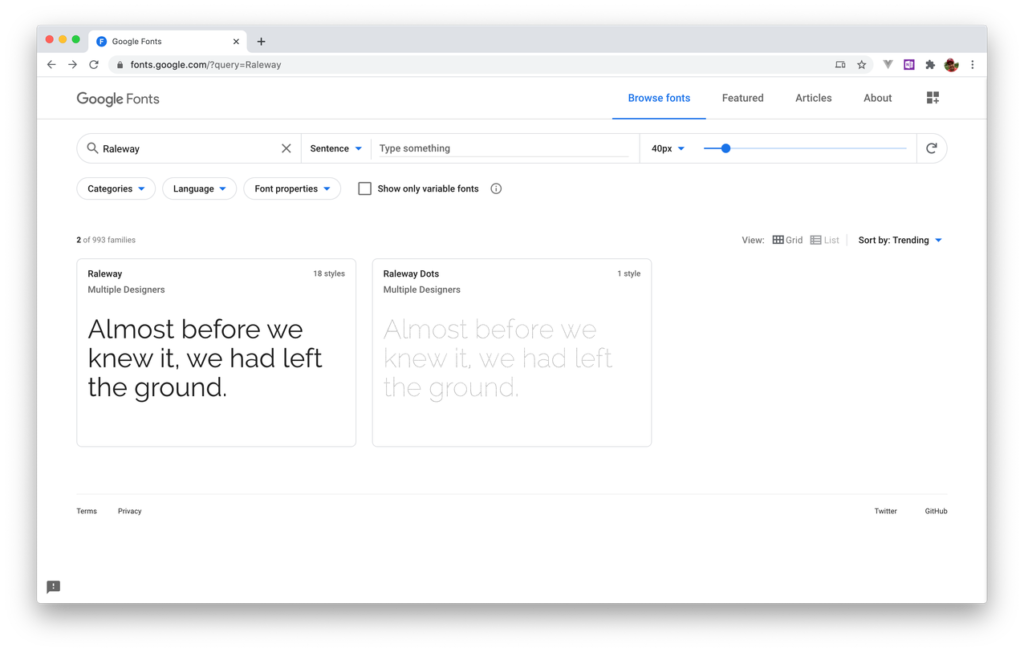 Google Fonts
fonts.google.com/?query=Raleway
Google Fonts
Browse fonts
Featured
Articles
About
Raleway
Sentence
Type something
40px
Categories
Language
Font properties
Show only variable fonts
2 of 993 families
View:
Grid
List
Sort by: Trending
Raleway
18 styles
Multiple Designers
Almost before we
knew it, we had left
the ground.
Raleway Dots
1 style
Multiple Designers
Almost before we
knew it, we had left
the ground.
Terms
Privacy
Twitter
GitHub